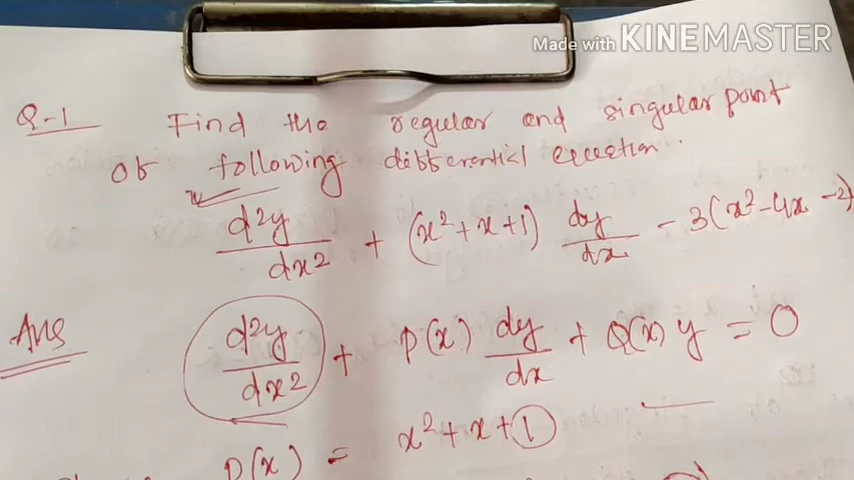 Made with KINEMASTER
Q-1 Find the regular and singular point
of following differential equation.
d²y/dx² + (x²+x+1) dy/dx - 3(x²-4x-2)
Ans d²y/dx² + P(x) dy/dx + Q(x) y = 0
P(x) = x²+x+1